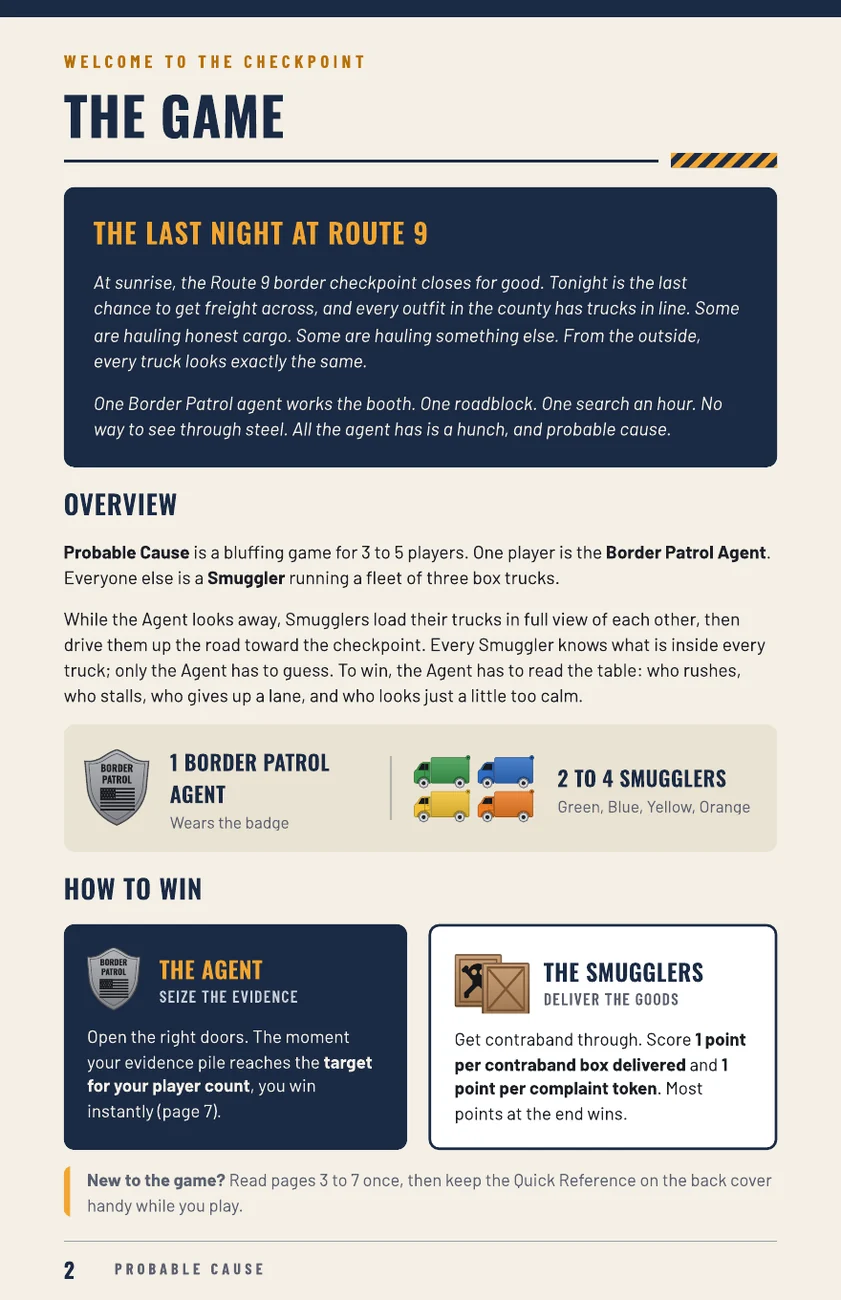 WELCOME TO THE CHECKPOINT
THE GAME
THE LAST NIGHT AT ROUTE 9
At sunrise, the Route 9 border checkpoint closes for good. Tonight is the last
chance to get freight across, and every outfit in the county has trucks in line. Some
are hauling honest cargo. Some are hauling something else. From the outside,
every truck looks exactly the same.
One Border Patrol agent works the booth. One roadblock. One search an hour. No
way to see through steel. All the agent has is a hunch, and probable cause.
OVERVIEW
Probable Cause is a bluffing game for 3 to 5 players. One player is the Border Patrol Agent.
Everyone else is a Smuggler running a fleet of three box trucks.
While the Agent looks away, Smugglers load their trucks in full view of each other, then
drive them up the road toward the checkpoint. Every Smuggler knows what is inside every
truck; only the Agent has to guess. To win, the Agent has to read the table: who rushes,
who stalls, who gives up a lane, and who looks just a little too calm.
BORDER
PATROL
1 BORDER PATROL
AGENT
Wears the badge
2 TO 4 SMUGGLERS
Green, Blue, Yellow, Orange
HOW TO WIN
BORDER
PATROL
THE AGENT
SEIZE THE EVIDENCE
Open the right doors. The moment
your evidence pile reaches the target
for your player count, you win
instantly (page 7).
THE SMUGGLERS
DELIVER THE GOODS
Get contraband through. Score 1 point
per contraband box delivered and 1
point per complaint token. Most
points at the end wins.
New to the game? Read pages 3 to 7 once, then keep the Quick Reference on the back cover
handy while you play.
2 PROBABLE CAUSE